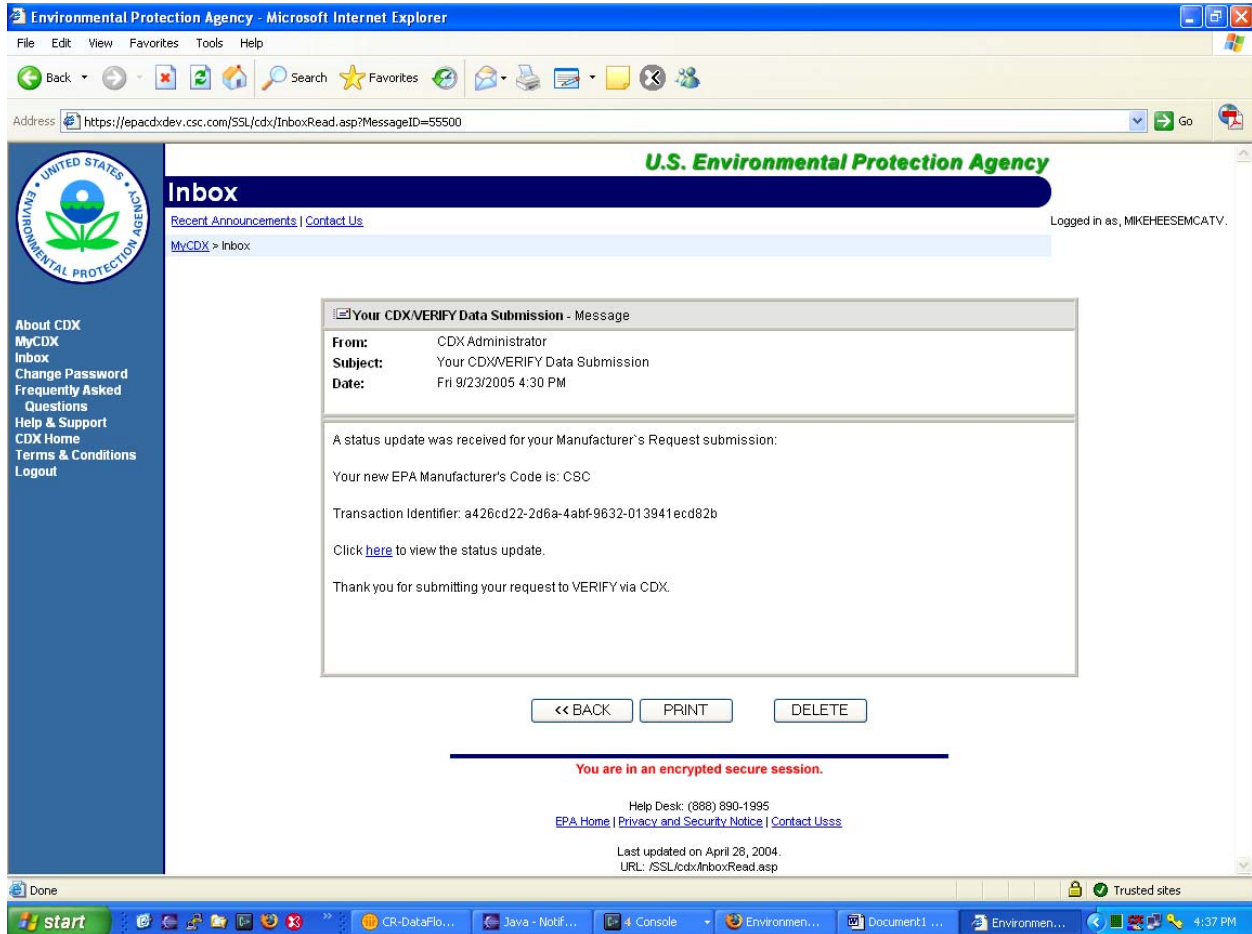 Environmental Protection Agency - Microsoft Internet Explorer
File Edit View Favorites Tools Help
Back Search Favorites
Address https://epacdxdev.csc.com/SSL/cdx/InboxRead.asp?MessageID=55500 Go
UNITED STATES ENVIRONMENTAL PROTECTION AGENCY
U.S. Environmental Protection Agency
Inbox
Recent Announcements | Contact Us
Logged in as, MIKEHEESEMCATV.
MyCDX > Inbox
About CDX
MyCDX
Inbox
Change Password
Frequently Asked
Questions
Help & Support
CDX Home
Terms & Conditions
Logout
Your CDX/VERIFY Data Submission - Message
From: CDX Administrator
Subject: Your CDX/VERIFY Data Submission
Date: Fri 9/23/2005 4:30 PM
A status update was received for your Manufacturer`s Request submission:
Your new EPA Manufacturer's Code is: CSC
Transaction Identifier: a426cd22-2d6a-4abf-9632-013941ecd82b
Click here to view the status update.
Thank you for submitting your request to VERIFY via CDX.
<< BACK PRINT DELETE
You are in an encrypted secure session.
Help Desk: (888) 890-1995
EPA Home | Privacy and Security Notice | Contact Usss
Last updated on April 28, 2004.
URL: /SSL/cdx/InboxRead.asp
Done Trusted sites
start CR-DataFlo... Java - Notif... 4 Console Environmen... Document1 ... Environmen... 4:37 PM